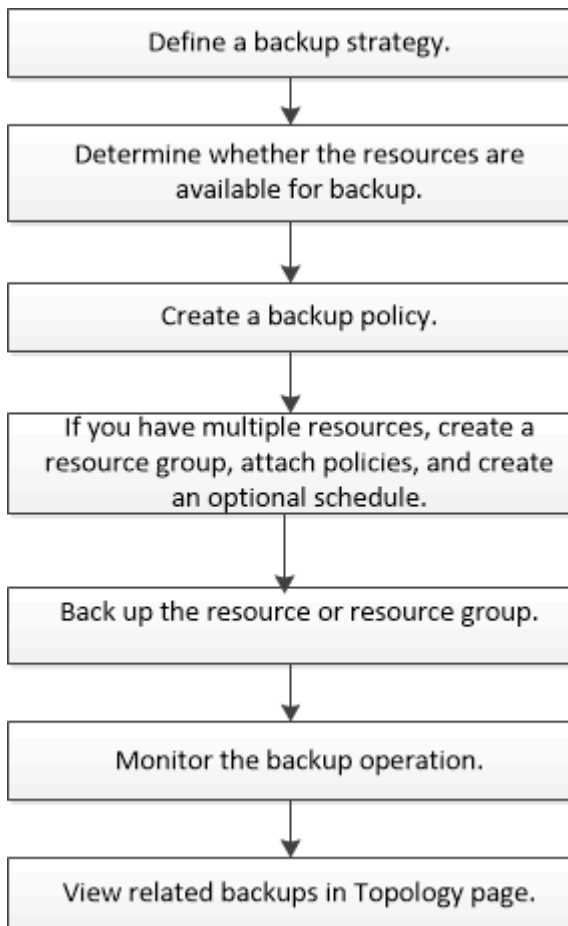 Define a backup strategy.
Determine whether the resources are
available for backup.
Create a backup policy.
If you have multiple resources, create a
resource group, attach policies, and create
an optional schedule.
Back up the resource or resource group.
Monitor the backup operation.
View related backups in Topology page.